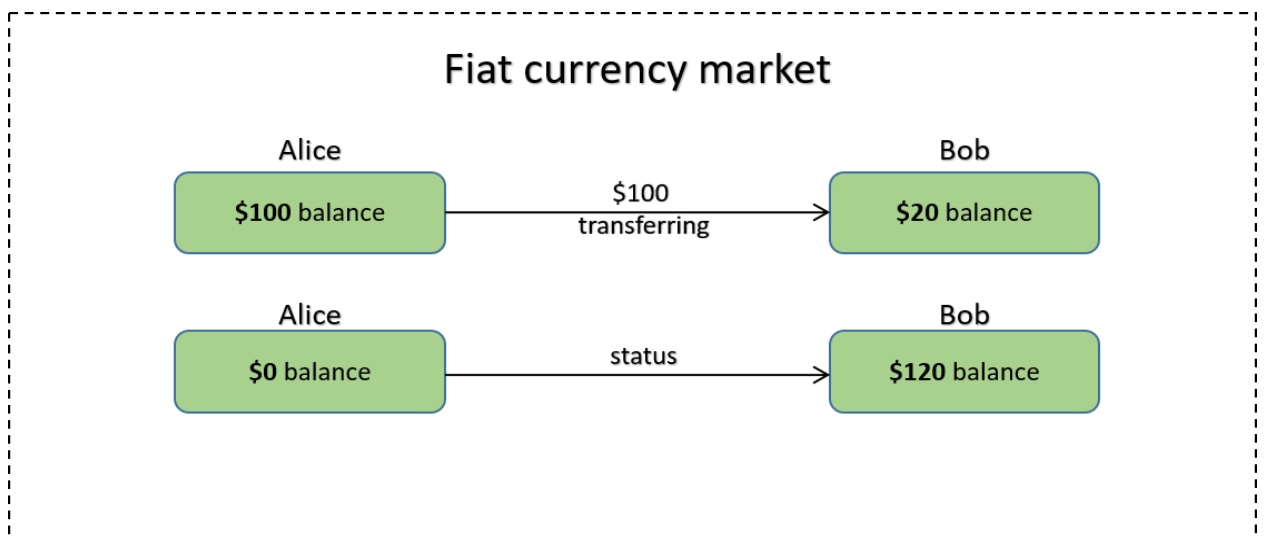 Fiat currency market
Alice
Bob
$100 balance
$100
transferring
$20 balance
Alice
Bob
$0 balance
status
$120 balance